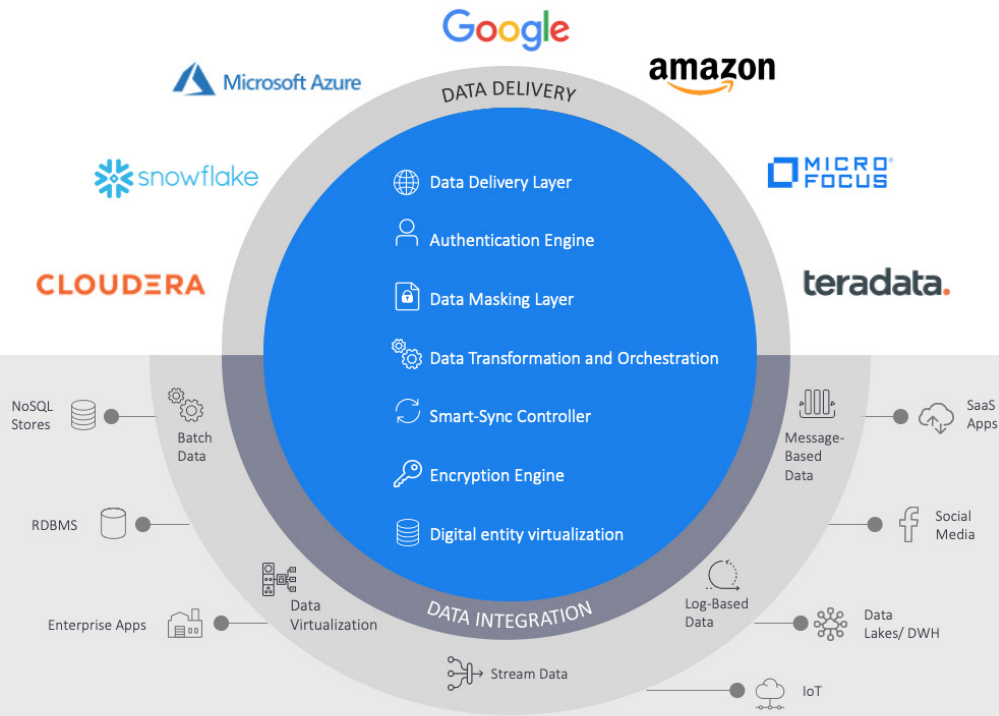 Google
Microsoft Azure
amazon
DATA DELIVERY
snowflake
MICRO
FOCUS
CLOUDERA
teradata.
Data Delivery Layer
Authentication Engine
Data Masking Layer
Data Transformation and Orchestration
Smart-Sync Controller
Encryption Engine
Digital entity virtualization
DATA INTEGRATION
NoSQL
Stores
Batch
Data
RDBMS
Data
Virtualization
Enterprise Apps
Stream Data
Message-
Based
Data
SaaS
Apps
Social
Media
Log-Based
Data
Data
Lakes/ DWH
IoT